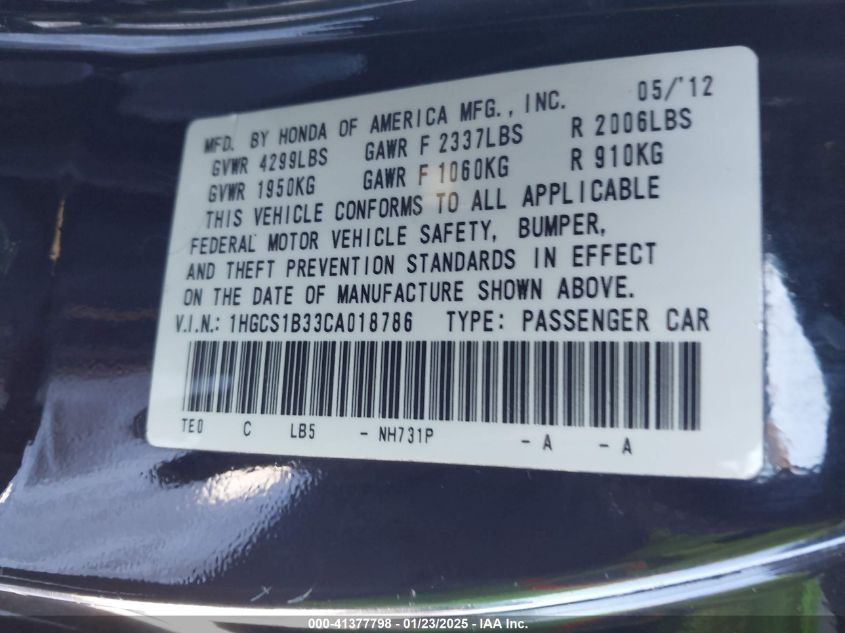 05/'12
MFD. BY HONDA OF AMERICA MFG., INC.
GVWR 4299LBS GAWR F 2337LBS R 2006LBS
GVWR 1950KG GAWR F 1060KG R 910KG
THIS VEHICLE CONFORMS TO ALL APPLICABLE
FEDERAL MOTOR VEHICLE SAFETY, BUMPER,
AND THEFT PREVENTION STANDARDS IN EFFECT
ON THE DATE OF MANUFACTURE SHOWN ABOVE.
V.I.N.: 1HGCS1B33CA018786 TYPE: PASSENGER CAR
TE0 C LB5 - NH731P - A - A
000-41377798 - 01/23/2025 - IAA Inc.